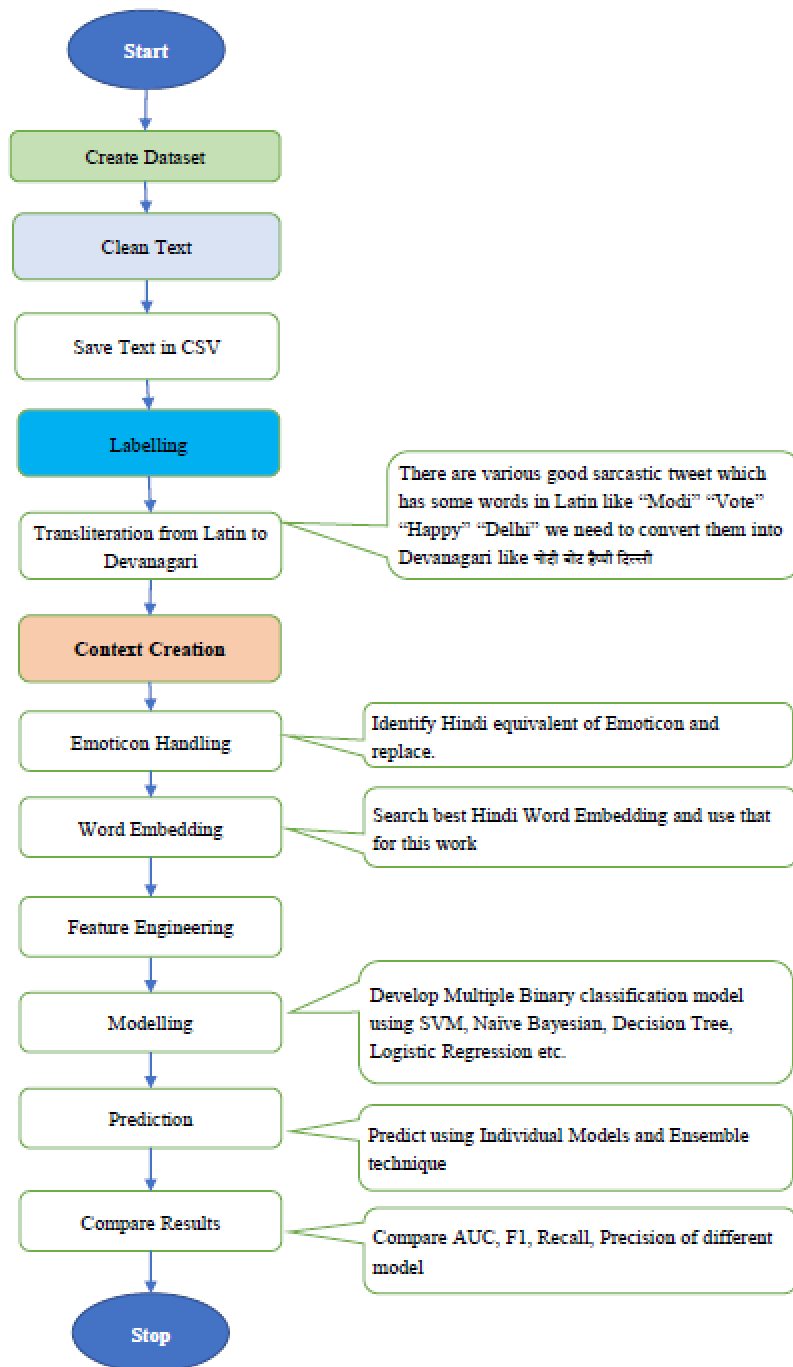 Start
Create Dataset
Clean Text
Save Text in CSV
Labelling
There are various good sarcastic tweet which
has some words in Latin like “Modi” “Vote”
“Happy” “Delhi” we need to convert them into
Devanagari like मोदी वोट हैप्पी दिल्ली
Transliteration from Latin to
Devanagari
Context Creation
Emoticon Handling
Identify Hindi equivalent of Emoticon and
replace.
Word Embedding
Search best Hindi Word Embedding and use that
for this work
Feature Engineering
Modelling
Develop Multiple Binary classification model
using SVM, Naïve Bayesian, Decision Tree,
Logistic Regression etc.
Prediction
Predict using Individual Models and Ensemble
technique
Compare Results
Compare AUC, F1, Recall, Precision of different
model
Stop